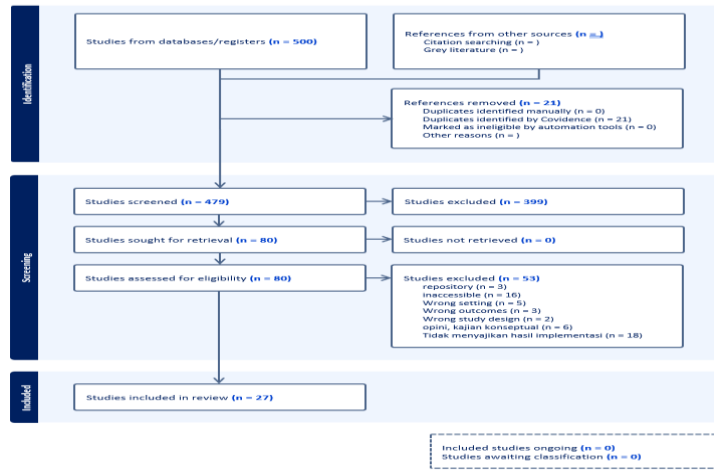 Identification
Studies from databases/registers (n = 500)
References from other sources (n = )
Citation searching (n = )
Grey literature (n = )
References removed (n = 21)
Duplicates identified manually (n = 0)
Duplicates identified by Covidence (n = 21)
Marked as ineligible by automation tools (n = 0)
Other reasons (n = )
Screening
Studies screened (n = 479)
Studies excluded (n = 399)
Studies sought for retrieval (n = 80)
Studies not retrieved (n = 0)
Studies assessed for eligibility (n = 80)
Studies excluded (n = 53)
repository (n = 3)
inaccessible (n = 16)
Wrong setting (n = 5)
Wrong outcomes (n = 3)
Wrong study design (n = 2)
opini, kajian konseptual (n = 6)
Tidak menyajikan hasil implementasi (n = 18)
Included
Studies included in review (n = 27)
Included studies ongoing (n = 0)
Studies awaiting classification (n = 0)